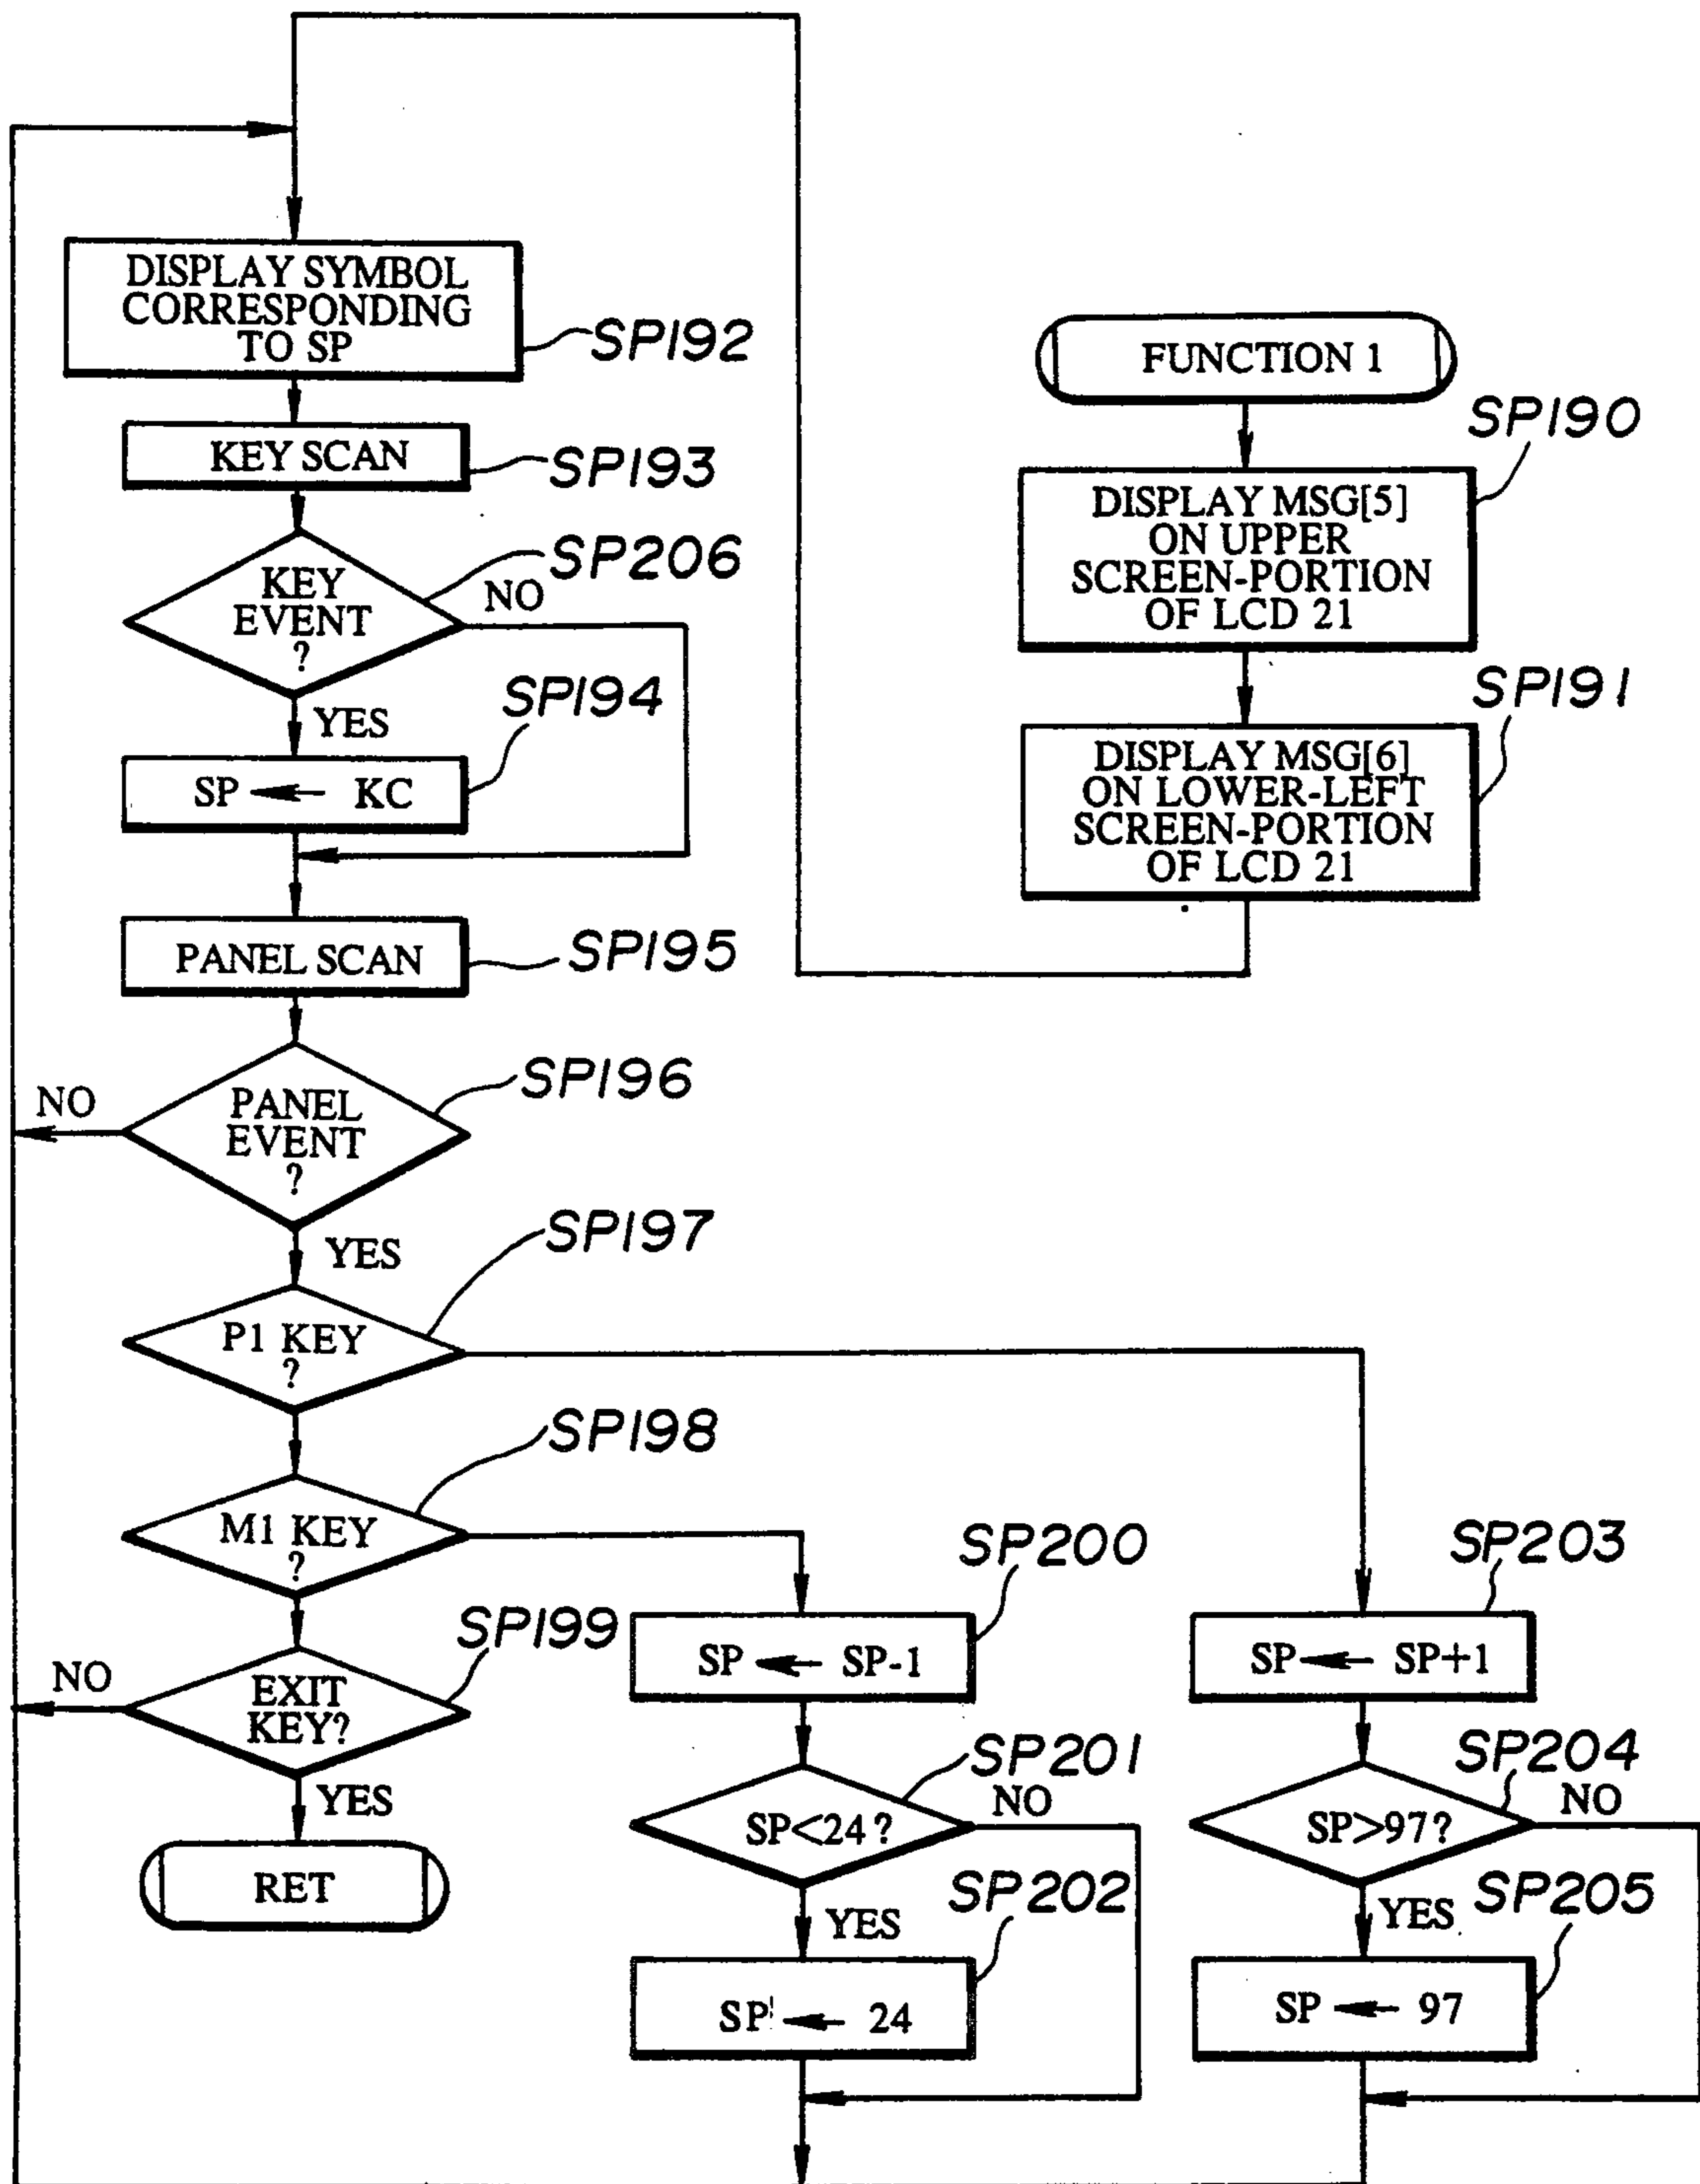 FUNCTION 1
SP190
DISPLAY MSG[5]
ON UPPER
SCREEN-PORTION
OF LCD 21
SP191
DISPLAY MSG[6]
ON LOWER-LEFT
SCREEN-PORTION
OF LCD 21
DISPLAY SYMBOL
CORRESPONDING
TO SP
SP192
KEY SCAN
SP193
KEY
EVENT
?
SP206
NO
YES
SP194
SP ← KC
PANEL SCAN
SP195
PANEL
EVENT
?
SP196
NO
YES
SP197
P1 KEY
?
SP198
M1 KEY
?
SP199
EXIT
KEY?
NO
YES
RET
SP200
SP ← SP-1
SP201
SP<24?
NO
YES
SP202
SP ← 24
SP203
SP ← SP+1
SP204
SP>97?
NO
YES
SP205
SP ← 97